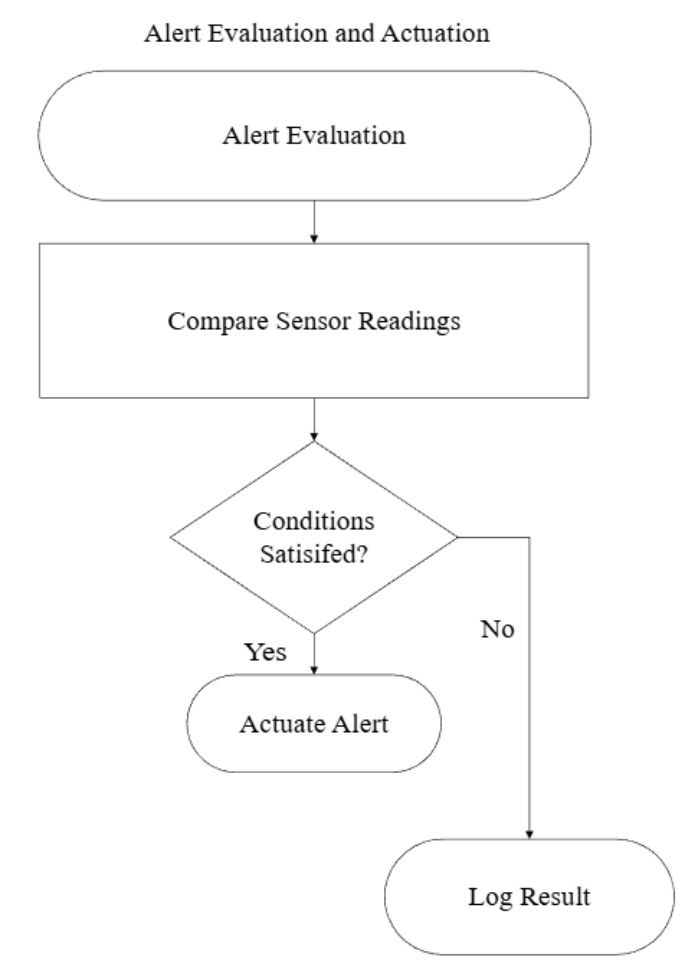 Alert Evaluation and Actuation
Alert Evaluation
Compare Sensor Readings
Conditions
Satisifed?
Yes
No
Actuate Alert
Log Result